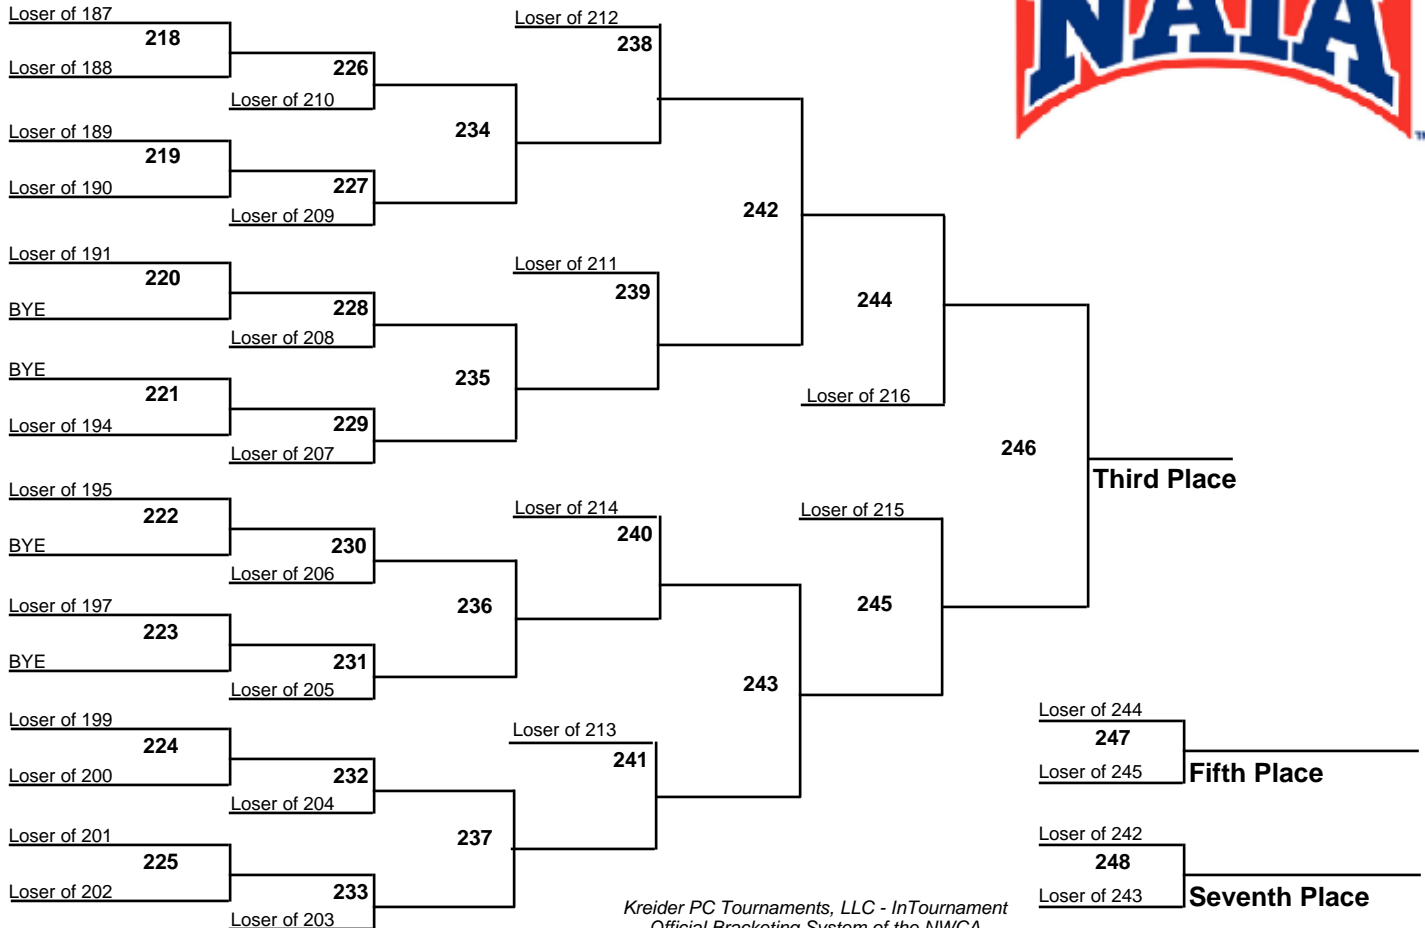 Loser of 187
218
Loser of 188
226
Loser of 210
Loser of 189
219
Loser of 190
227
Loser of 209
234
Loser of 212
238
Loser of 191
220
BYE
228
Loser of 208
BYE
221
Loser of 194
229
Loser of 207
235
Loser of 211
239
242
244
Loser of 216
Loser of 195
222
BYE
230
Loser of 206
Loser of 197
223
BYE
231
Loser of 205
236
Loser of 214
240
Loser of 199
224
Loser of 200
232
Loser of 204
Loser of 201
225
Loser of 202
233
Loser of 203
237
Loser of 213
241
243
Loser of 215
245
246
Third Place
Loser of 244
247
Loser of 245
Fifth Place
Loser of 242
248
Loser of 243
Seventh Place
NAIA
TM
Kreider PC Tournaments, LLC - InTournament
Official Bracketing System of the NWCA